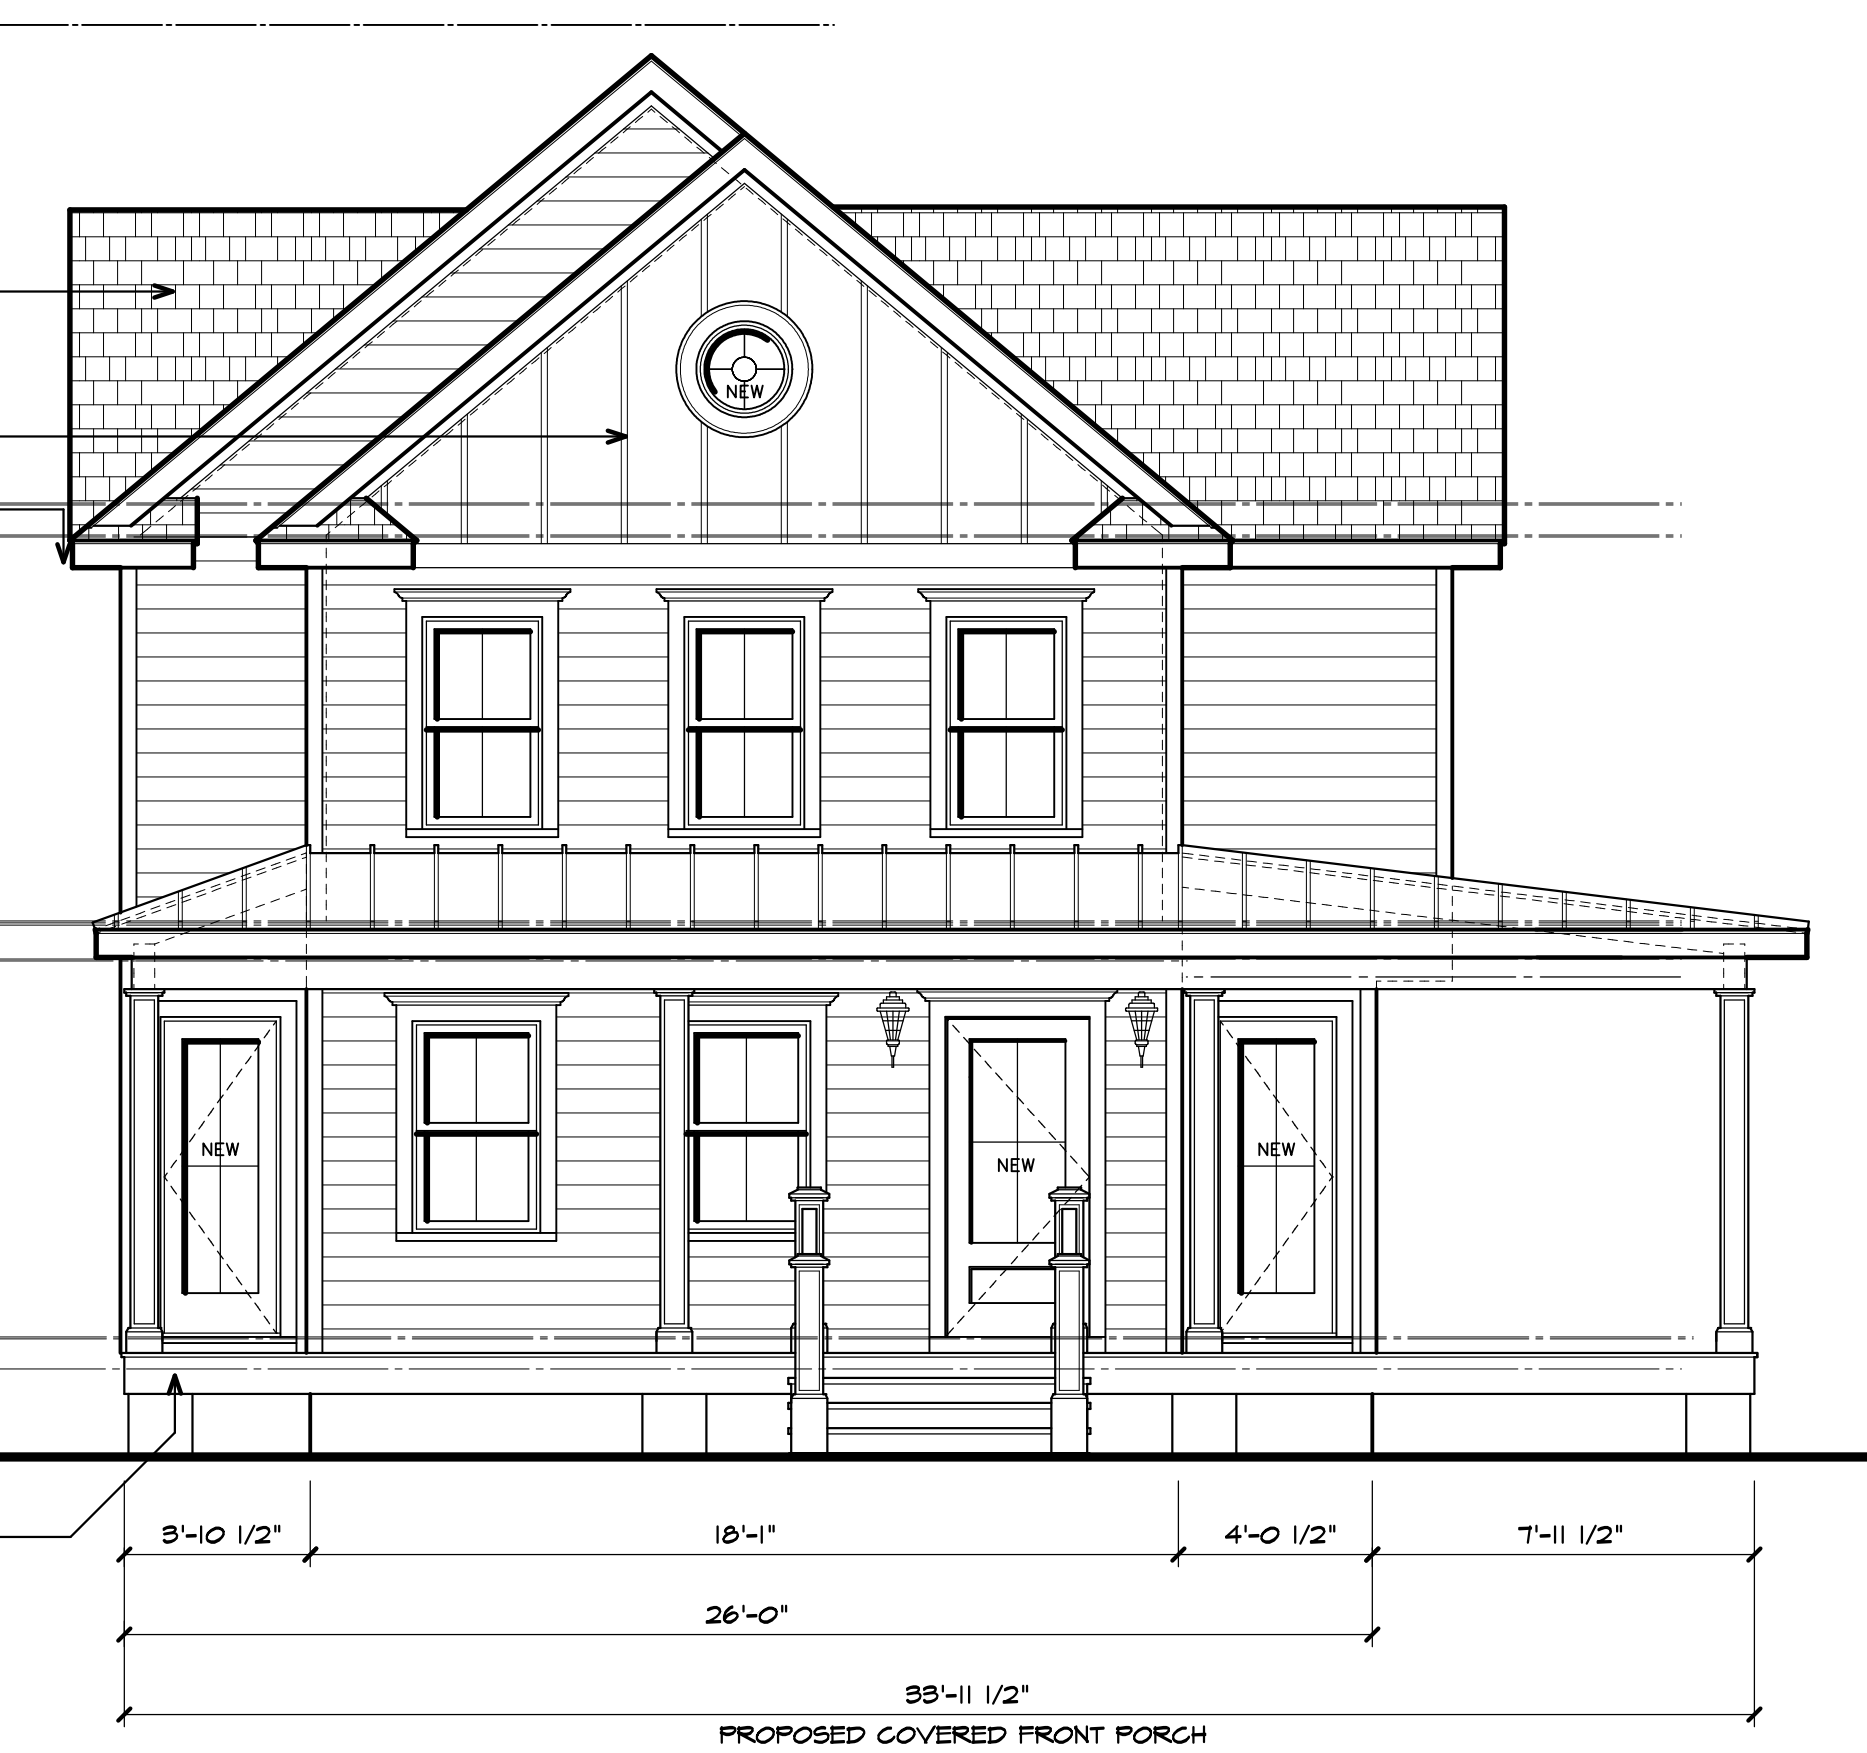 NEW
NEW
NEW
NEW
3'-10 1/2" 18'-1" 4'-0 1/2" 7'-11 1/2"
26'-0"
33'-11 1/2"
PROPOSED COVERED FRONT PORCH